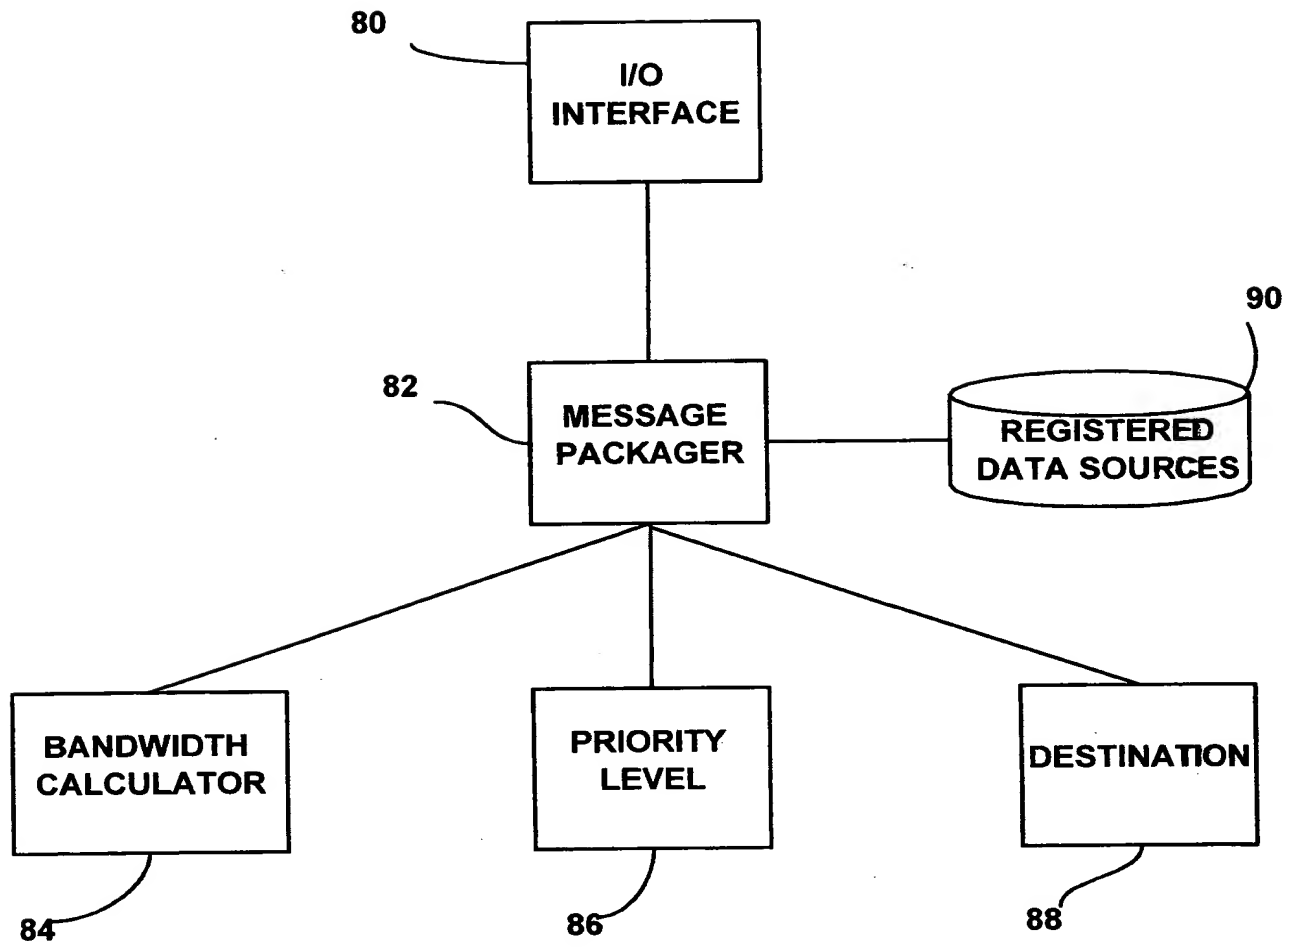 80
I/O
INTERFACE
90
82
MESSAGE
PACKAGER
REGISTERED
DATA SOURCES
BANDWIDTH
CALCULATOR
PRIORITY
LEVEL
DESTINATION
84
86
88